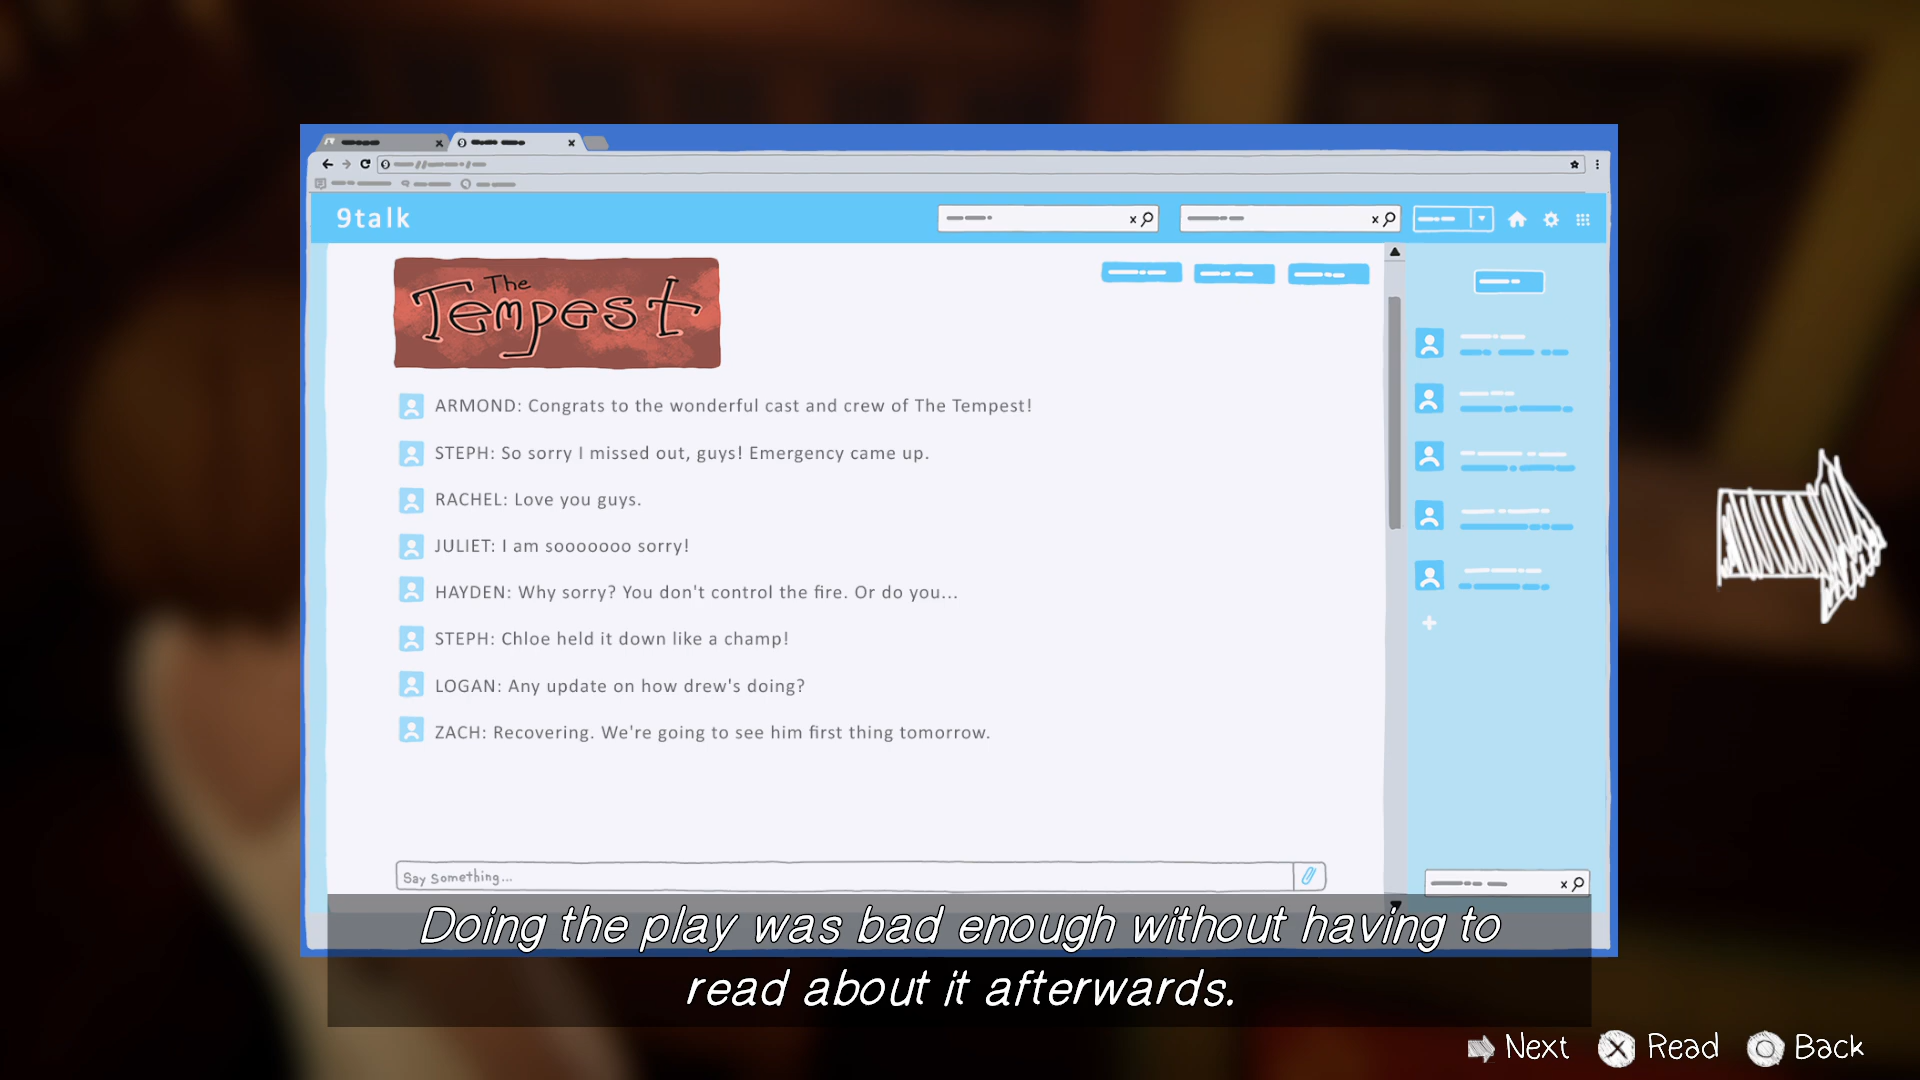 9talk
The
Tempest
ARMOND: Congrats to the wonderful cast and crew of The Tempest!
STEPH: So sorry I missed out, guys! Emergency came up.
RACHEL: Love you guys.
JULIET: I am sooooooo sorry!
HAYDEN: Why sorry? You don't control the fire. Or do you...
STEPH: Chloe held it down like a champ!
LOGAN: Any update on how drew's doing?
ZACH: Recovering. We're going to see him first thing tomorrow.
Say Something...
Doing the play was bad enough without having to
read about it afterwards.
Next Read Back